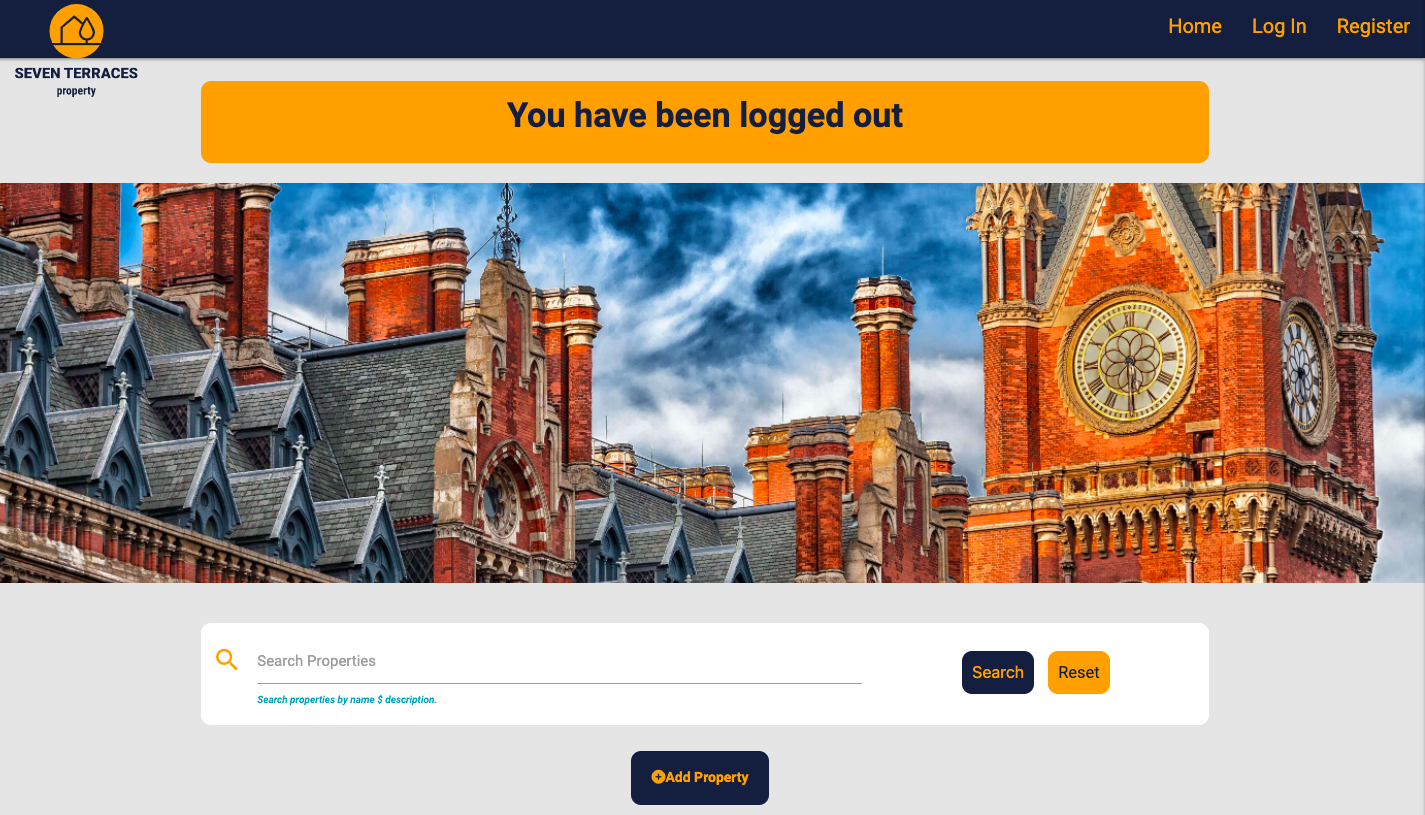 Home Log In Register
SEVEN TERRACES
property
You have been logged out
Search Properties
Search Reset
Search properties by name $ description.
Add Property